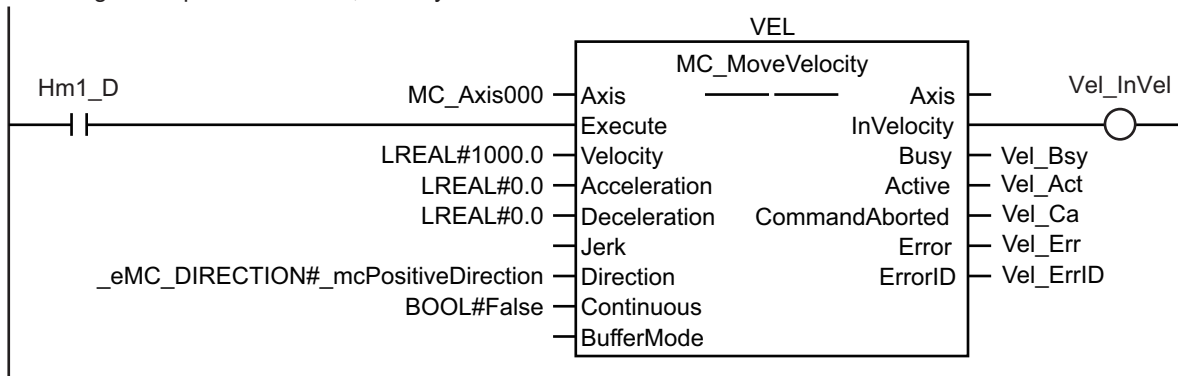 VEL
MC_MoveVelocity
Hm1_D
MC_Axis000 Axis Axis Vel_InVel
Execute InVelocity
LREAL#1000.0 Velocity Busy Vel_Bsy
LREAL#0.0 Acceleration Active Vel_Act
LREAL#0.0 Deceleration CommandAborted Vel_Ca
Jerk Error Vel_Err
_eMC_DIRECTION#_mcPositiveDirection Direction ErrorID Vel_ErrID
BOOL#False Continuous
BufferMode